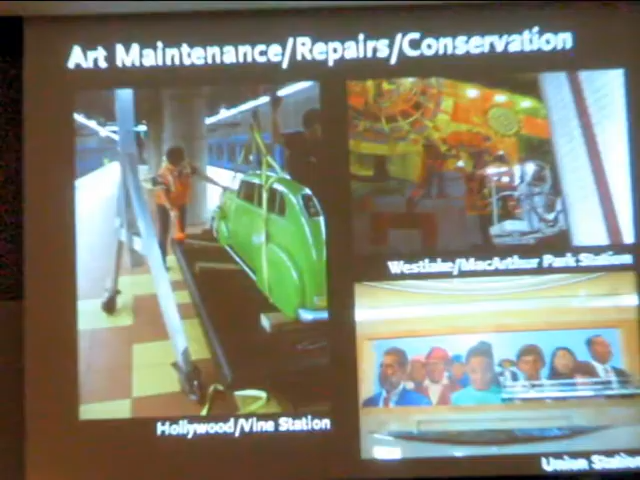 Art Maintenance/Repairs/Conservation
Westlake/MacArthur Park Station
Hollywood/Vine Station
Union Station